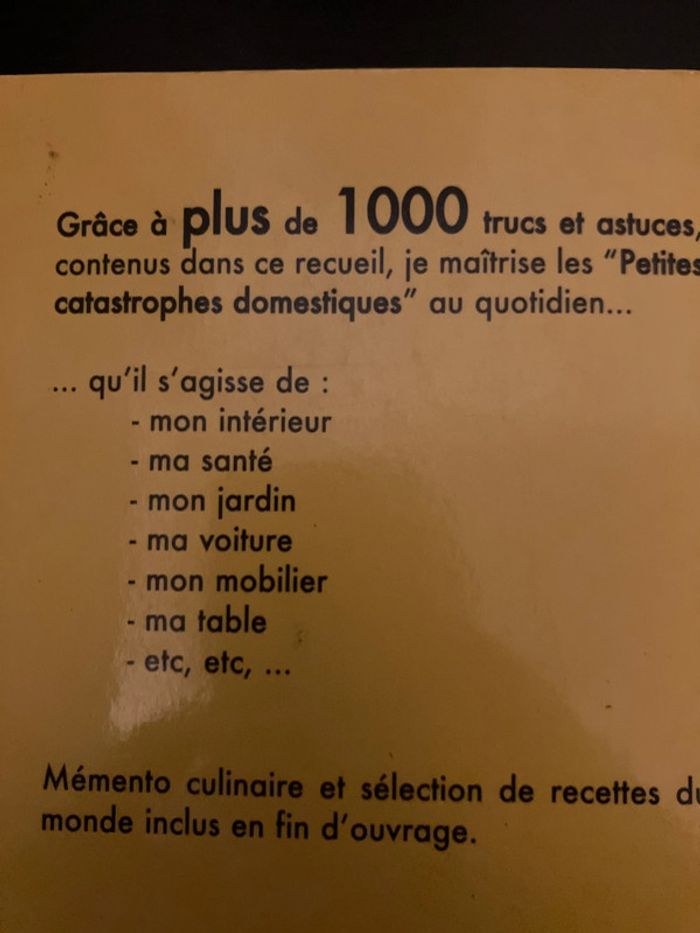 Grâce à plus de 1000 trucs et astuces,
contenus dans ce recueil, je maîtrise les "Petites
catastrophes domestiques" au quotidien...
... qu'il s'agisse de :
- mon intérieur
- ma santé
- mon jardin
- ma voiture
- mon mobilier
- ma table
- etc, etc, ...
Mémento culinaire et sélection de recettes du
monde inclus en fin d'ouvrage.